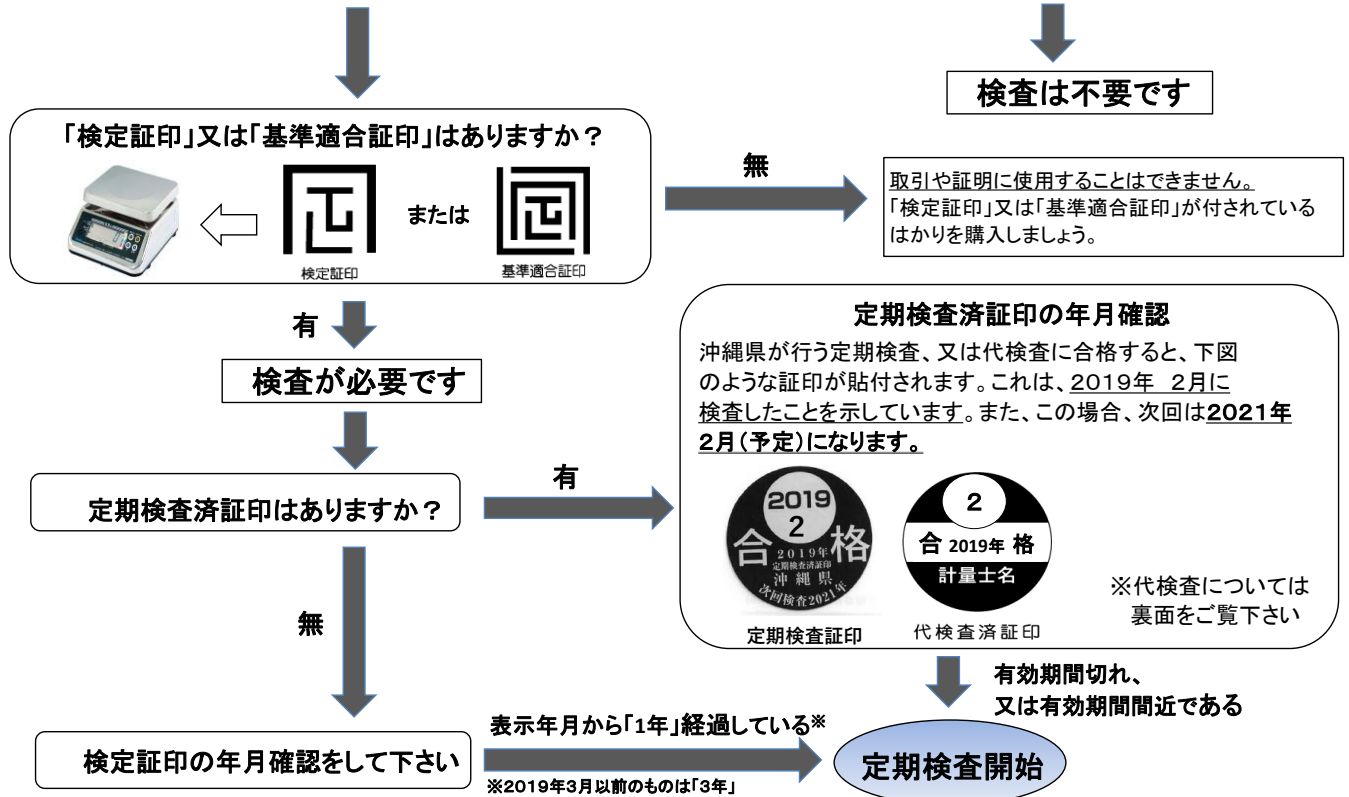 検査は不要です
「検定証印」又は「基準適合証印」はありますか？
または
検定証印
基準適合証印
無
取引や証明に使用することはできません。
「検定証印」又は「基準適合証印」が付されている
はかりを購入しましょう。
有
検査が必要です
定期検査済証印の年月確認
沖縄県が行う定期検査、又は代検査に合格すると、下図
のような証印が貼付されます。これは、2019年 2月に
検査したことを示しています。また、この場合、次回は2021年
2月(予定)になります。
定期検査済証印はありますか？
有
2019
2
合 格
2019年
定期検査済証印
沖縄県
次回検査2021年
定期検査証印
2
合 2019年 格
計量士名
代検査済証印
※代検査については
裏面をご覧下さい
無
有効期間切れ、
又は有効期間間近である
検定証印の年月確認をして下さい
表示年月から「1年」経過している※
※2019年3月以前のものは「3年」
定期検査開始